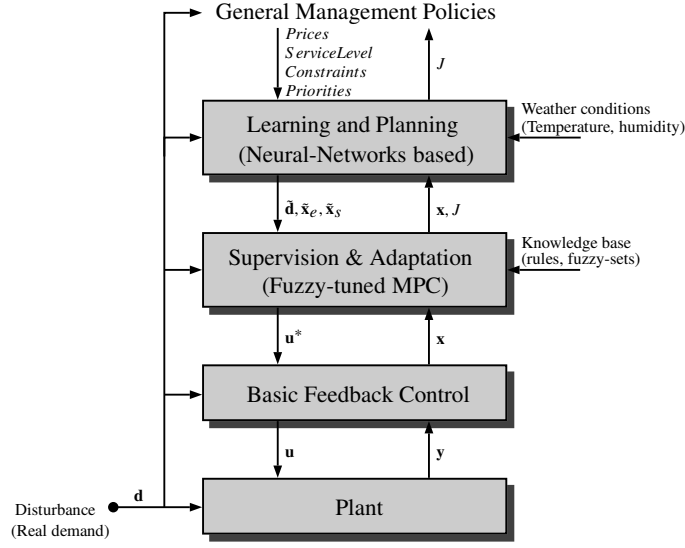 General Management Policies
Prices
ServiceLevel
Constraints
Priorities
J
Learning and Planning
(Neural-Networks based)
Weather conditions
(Temperature, humidity)
d̃, x̃ₑ, x̃ₛ
x, J
Supervision & Adaptation
(Fuzzy-tuned MPC)
Knowledge base
(rules, fuzzy-sets)
u*
x
Basic Feedback Control
u
y
d
Plant
Disturbance
(Real demand)